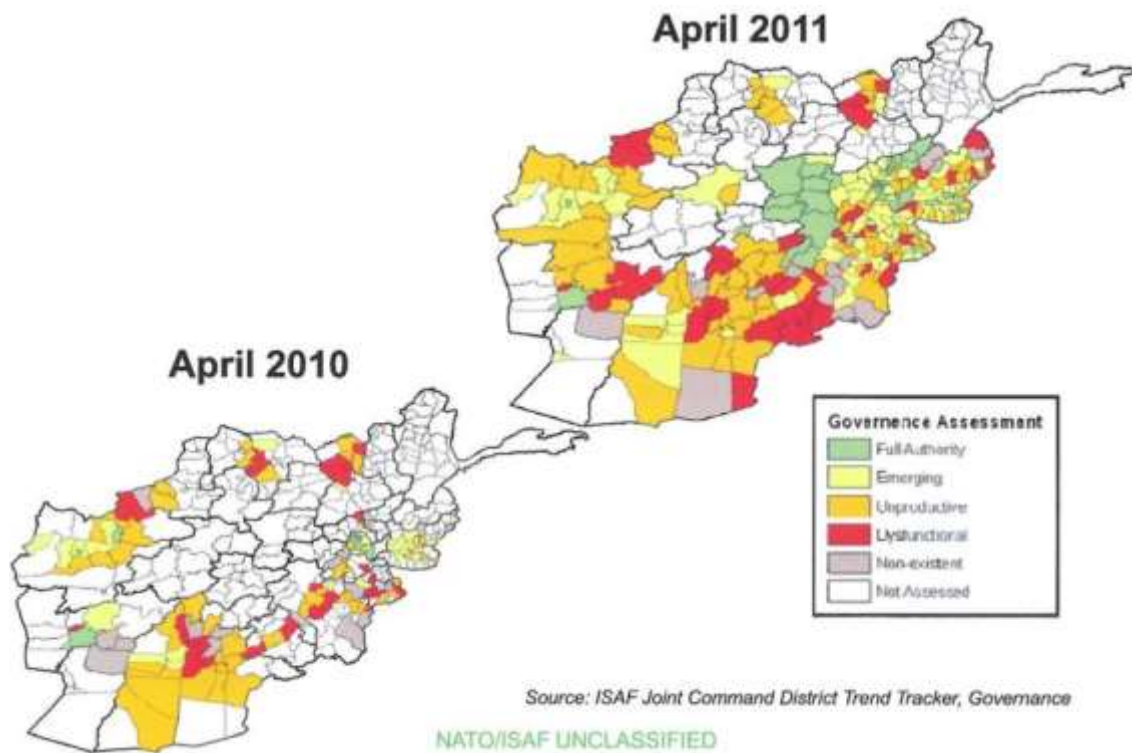 April 2011
April 2010
Governence Assessment
Full Authority
Emerging
Unproductive
Dysfunctional
Non-existent
Not Assessed
Source: ISAF Joint Command District Trend Tracker, Governance
NATO/ISAF UNCLASSIFIED